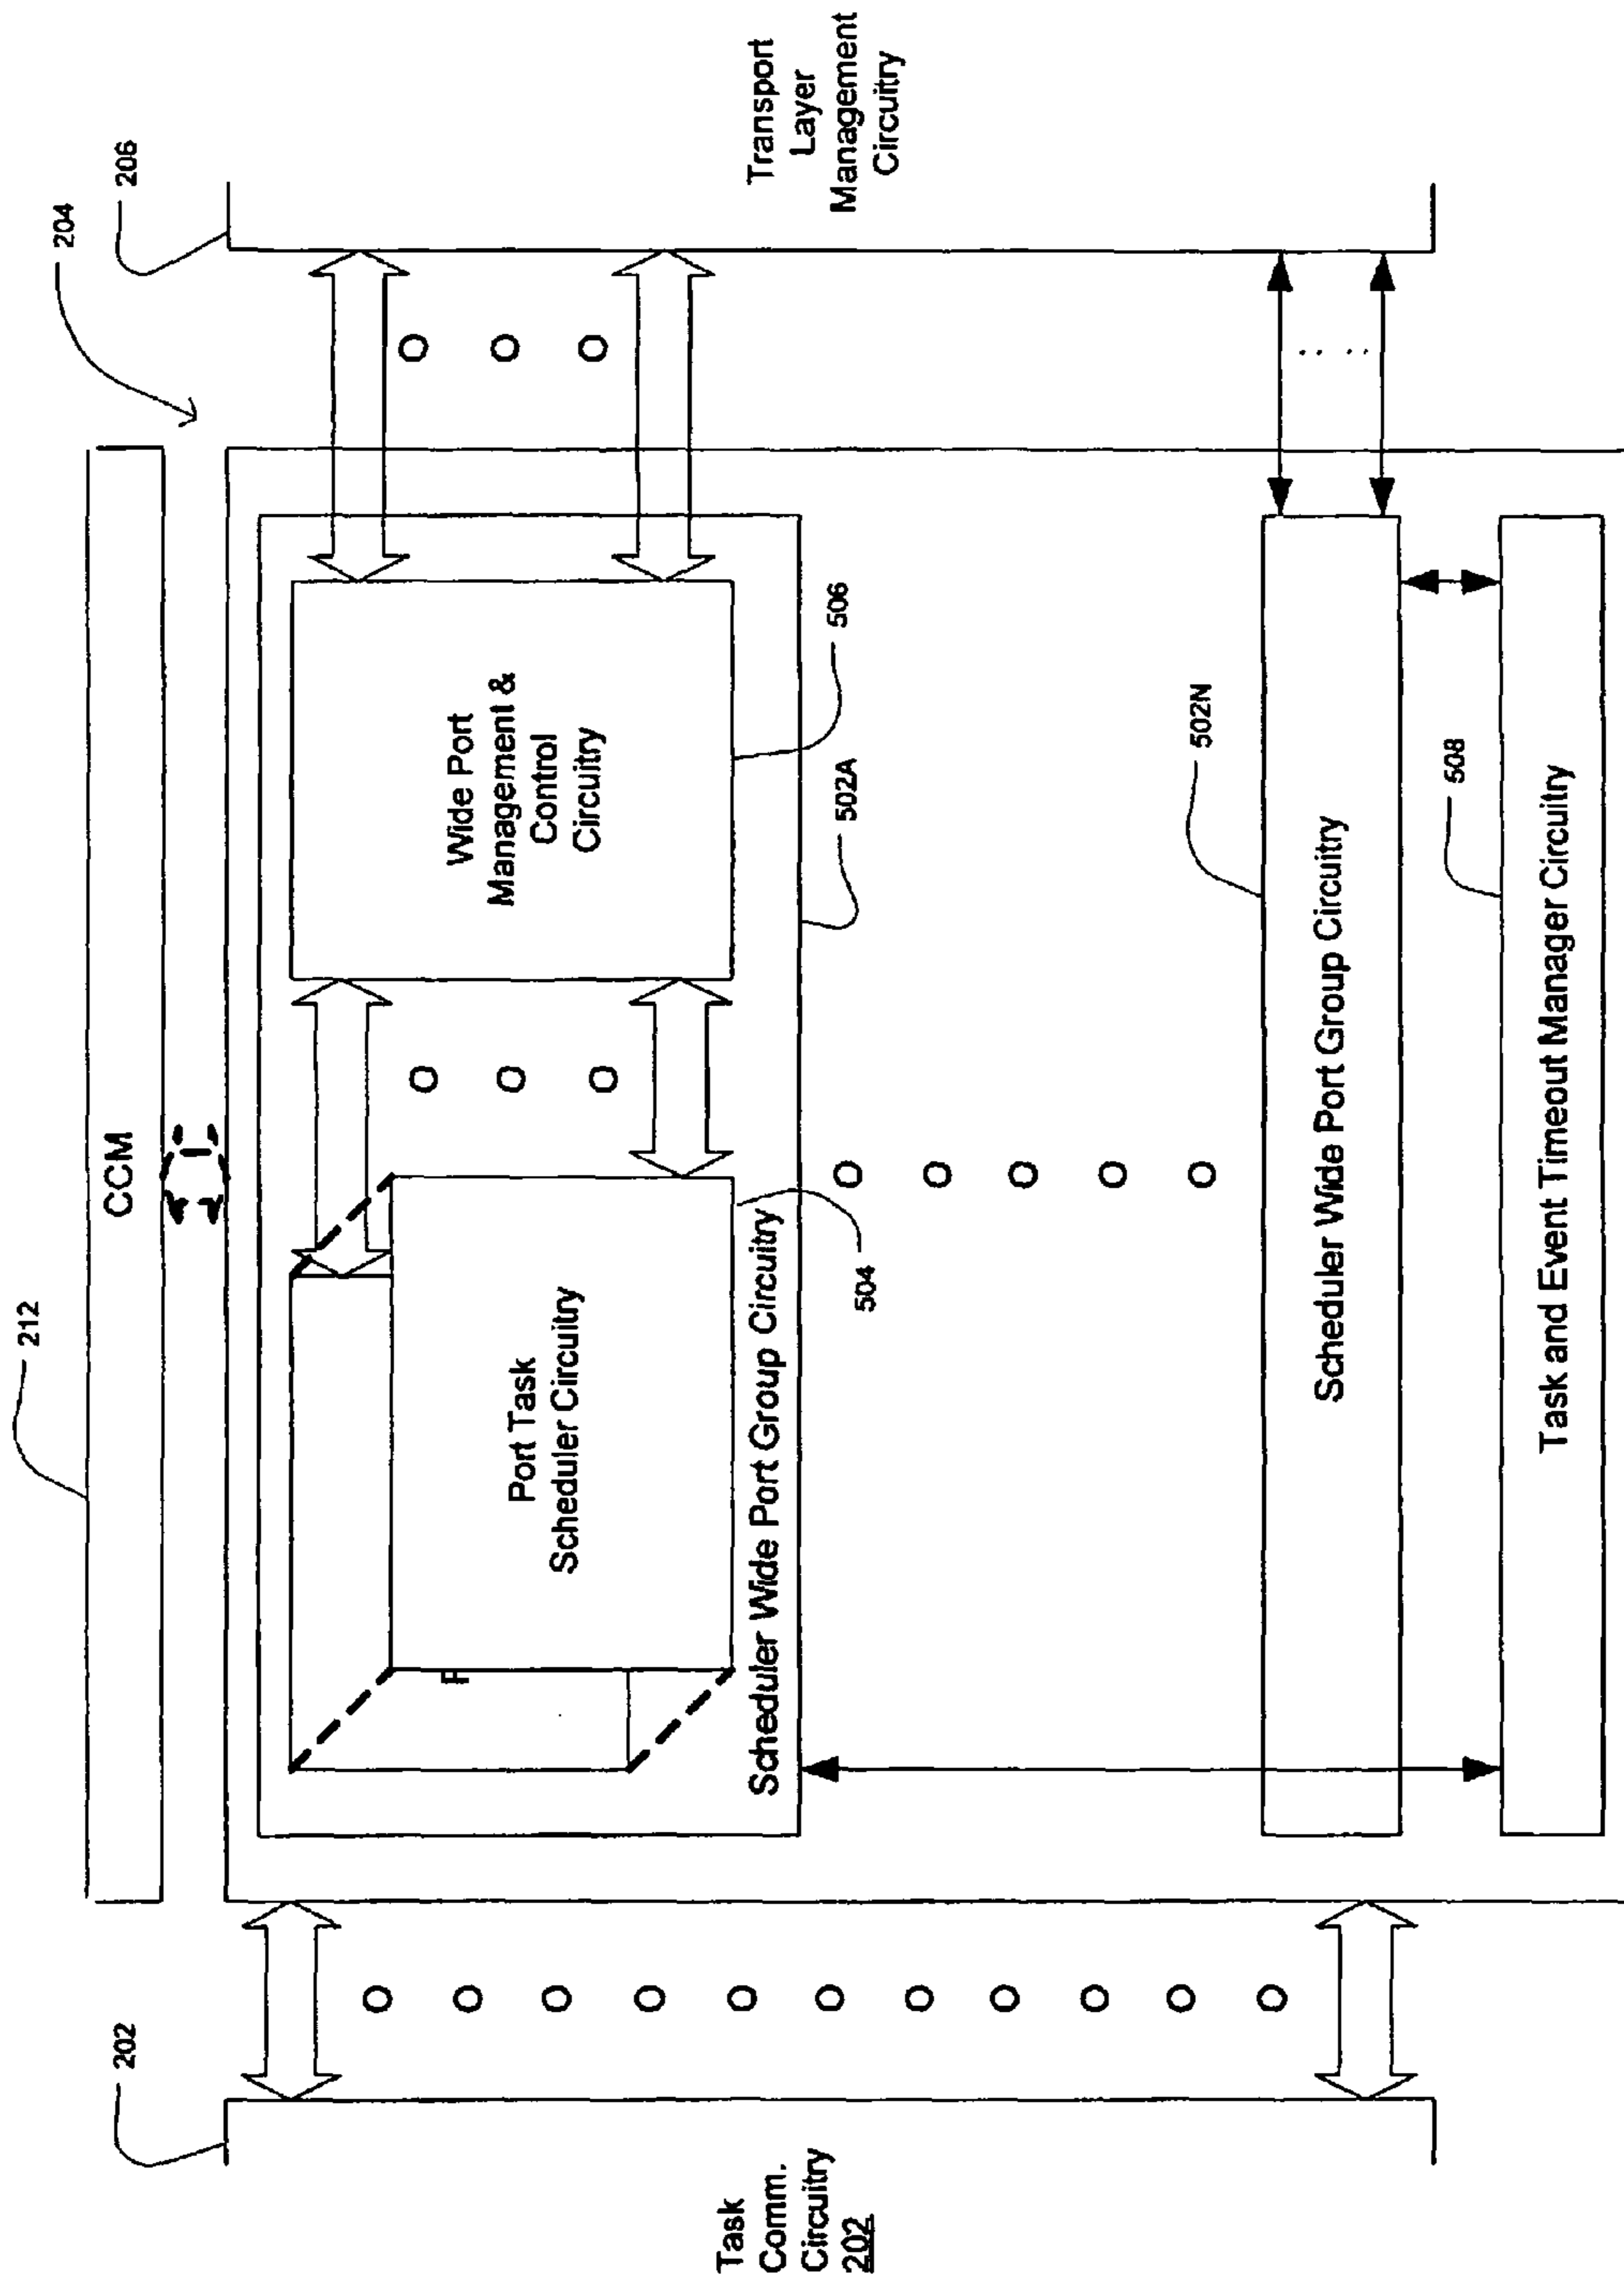 212
CCM
204
206
202
Task
Comm.
Circuitry
202
Port Task
Scheduler Circuitry
F
Wide Port
Management &
Control
Circuitry
Transport
Layer
Management
Circuitry
Scheduler Wide Port Group Circuitry
504
506
502A
502N
Scheduler Wide Port Group Circuitry
508
Task and Event Timeout Manager Circuitry